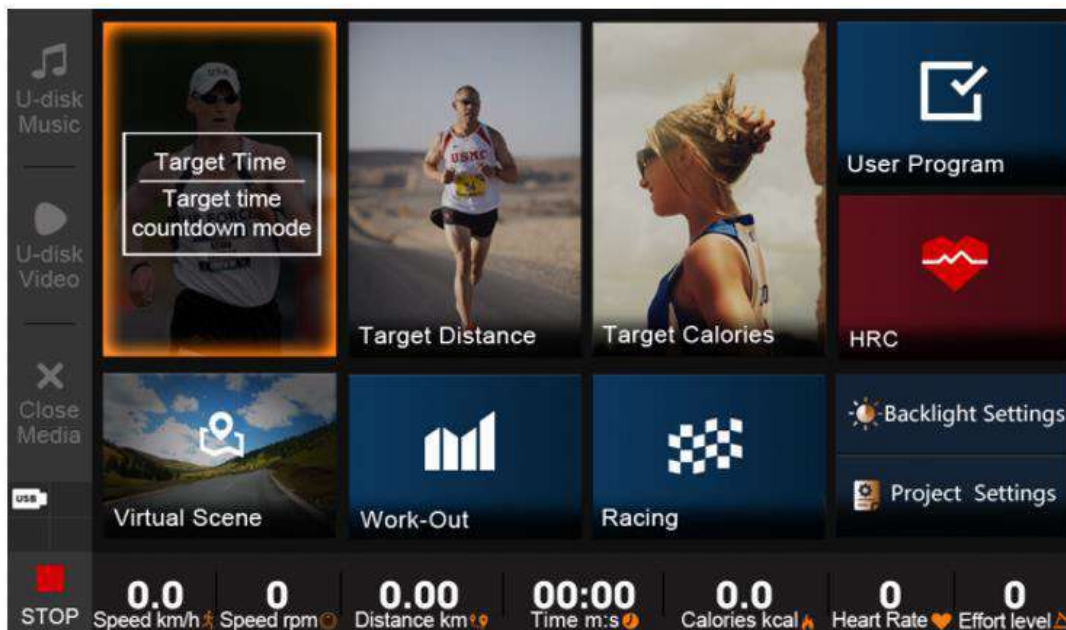 U-disk
Music
U-disk
Video
Close
Media
USB
STOP
USA
Target Time
Target time
countdown mode
USMC
Target Distance
Target Calories
User Program
HRC
Virtual Scene
Work-Out
Racing
Backlight Settings
Project Settings
0.0
Speed km/h
0
Speed rpm
0.00
Distance km
00:00
Time m:s
0.0
Calories kcal
0
Heart Rate
0
Effort level